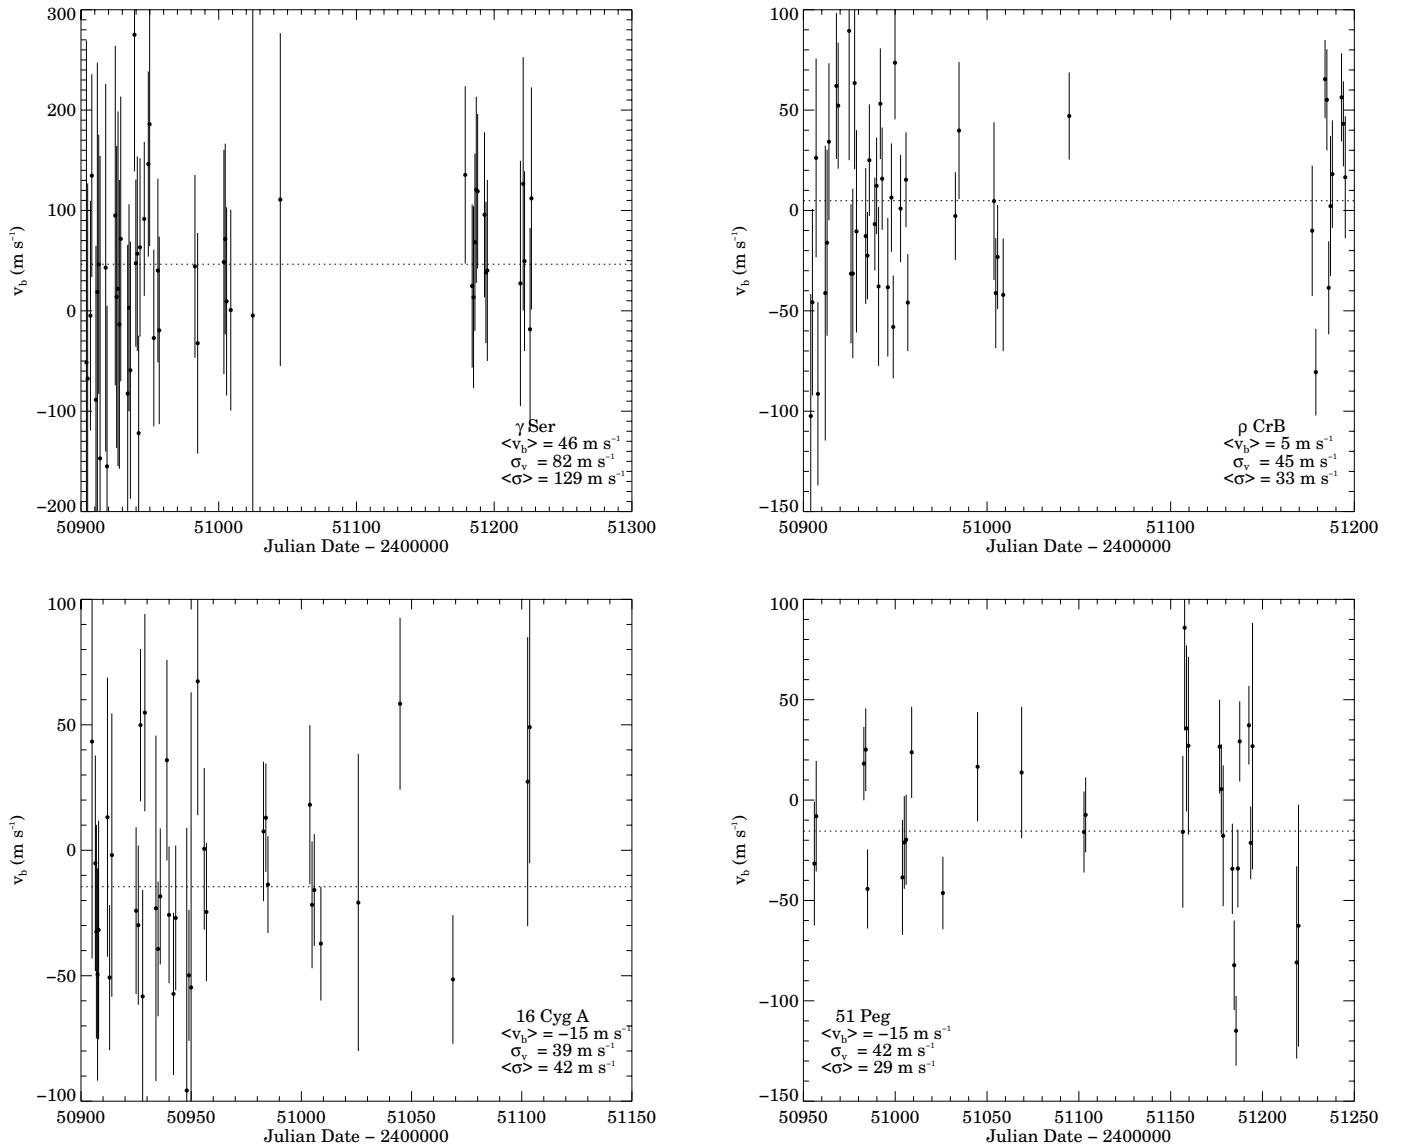 300
200
100
0
−100
−200
v_b (m s⁻¹)
γ Ser
<v_b> = 46 m s⁻¹
σ_v = 82 m s⁻¹
<σ> = 129 m s⁻¹
50900 51000 51100 51200 51300
Julian Date − 2400000
100
50
0
−50
−100
−150
v_b (m s⁻¹)
ρ CrB
<v_b> = 5 m s⁻¹
σ_v = 45 m s⁻¹
<σ> = 33 m s⁻¹
50900 51000 51100 51200
Julian Date − 2400000
100
50
0
−50
−100
v_b (m s⁻¹)
16 Cyg A
<v_b> = −15 m s⁻¹
σ_v = 39 m s⁻¹
<σ> = 42 m s⁻¹
50900 50950 51000 51050 51100 51150
Julian Date − 2400000
100
50
0
−50
−100
−150
v_b (m s⁻¹)
51 Peg
<v_b> = −15 m s⁻¹
σ_v = 42 m s⁻¹
<σ> = 29 m s⁻¹
50950 51000 51050 51100 51150 51200 51250
Julian Date − 2400000